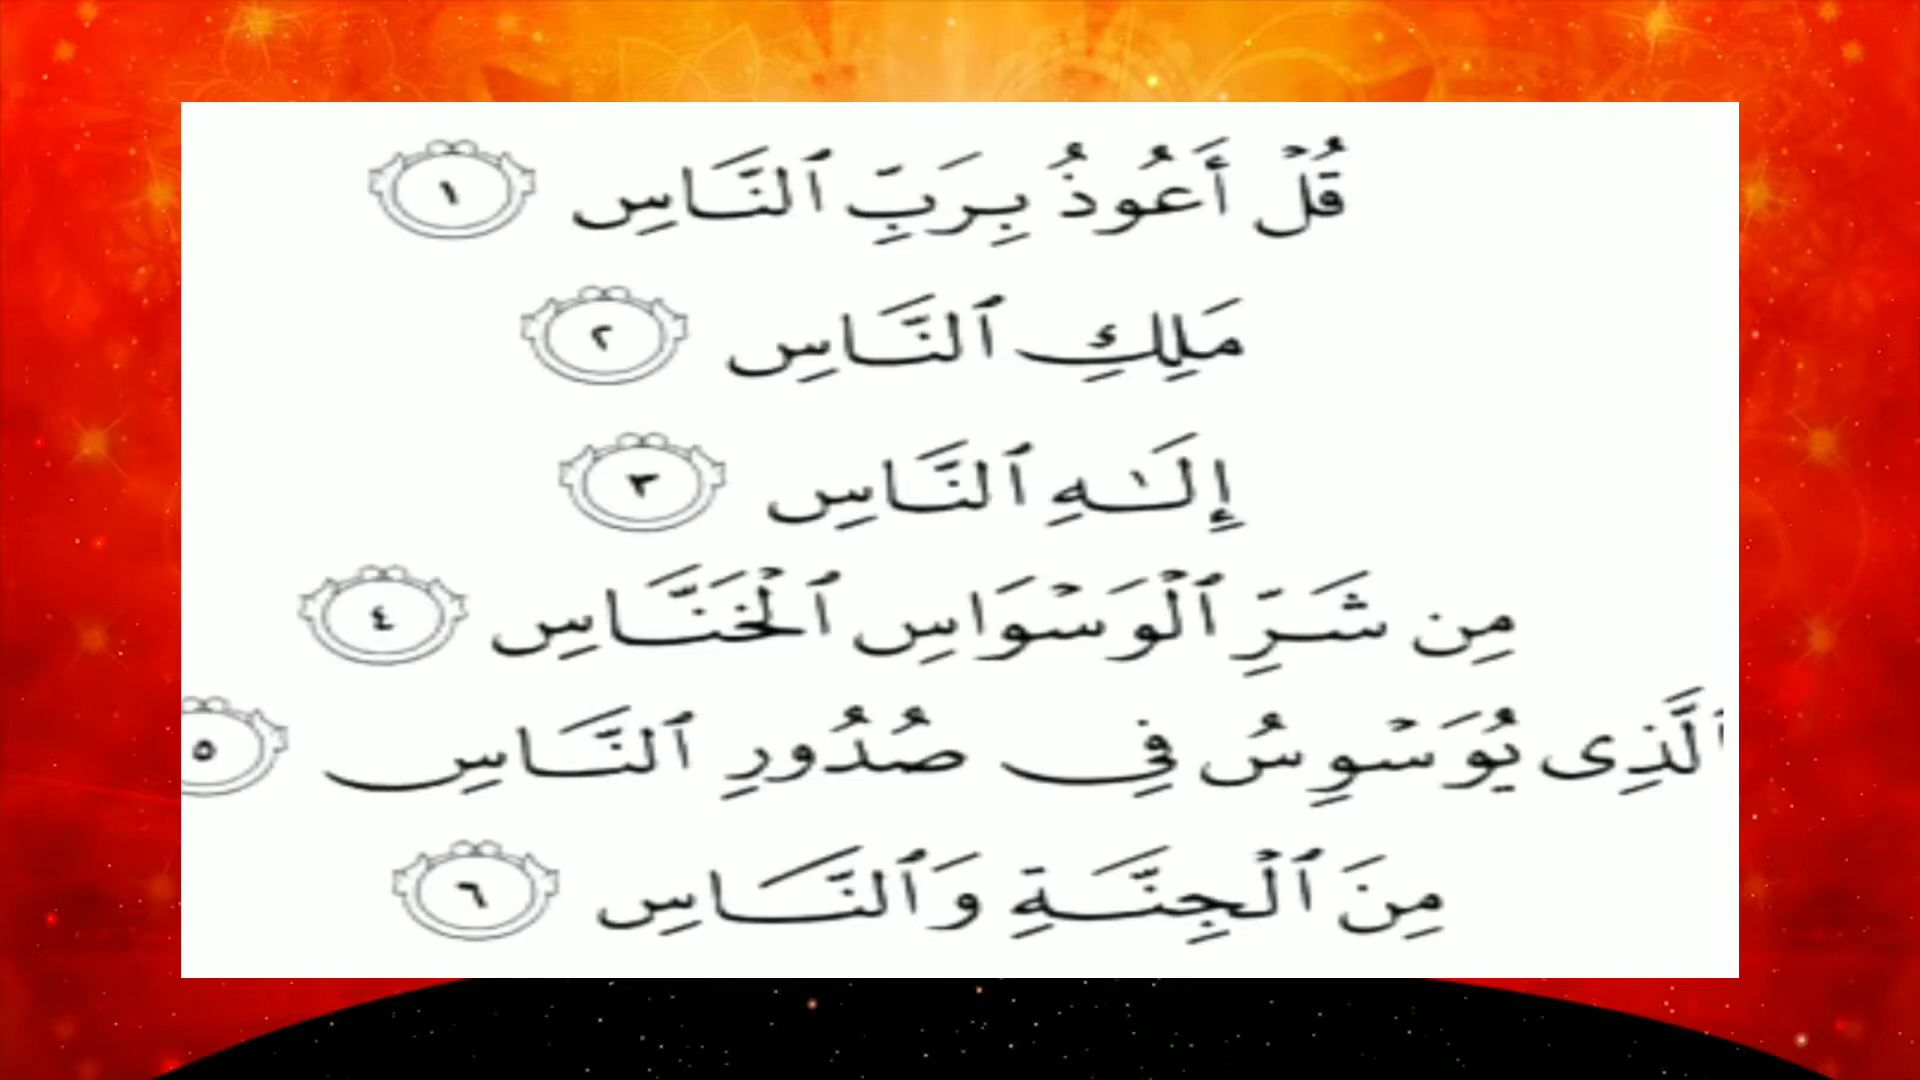 قُلۡ أَعُوذُ بِرَبِّ ٱلنَّاسِ ١
مَلِكِ ٱلنَّاسِ ٢
إِلَـٰهِ ٱلنَّاسِ ٣
مِن شَرِّ ٱلۡوَسۡوَاسِ ٱلۡخَنَّاسِ ٤
ٱلَّذِى يُوَسۡوِسُ فِى صُدُورِ ٱلنَّاسِ ٥
مِنَ ٱلۡجِنَّةِ وَٱلنَّاسِ ٦